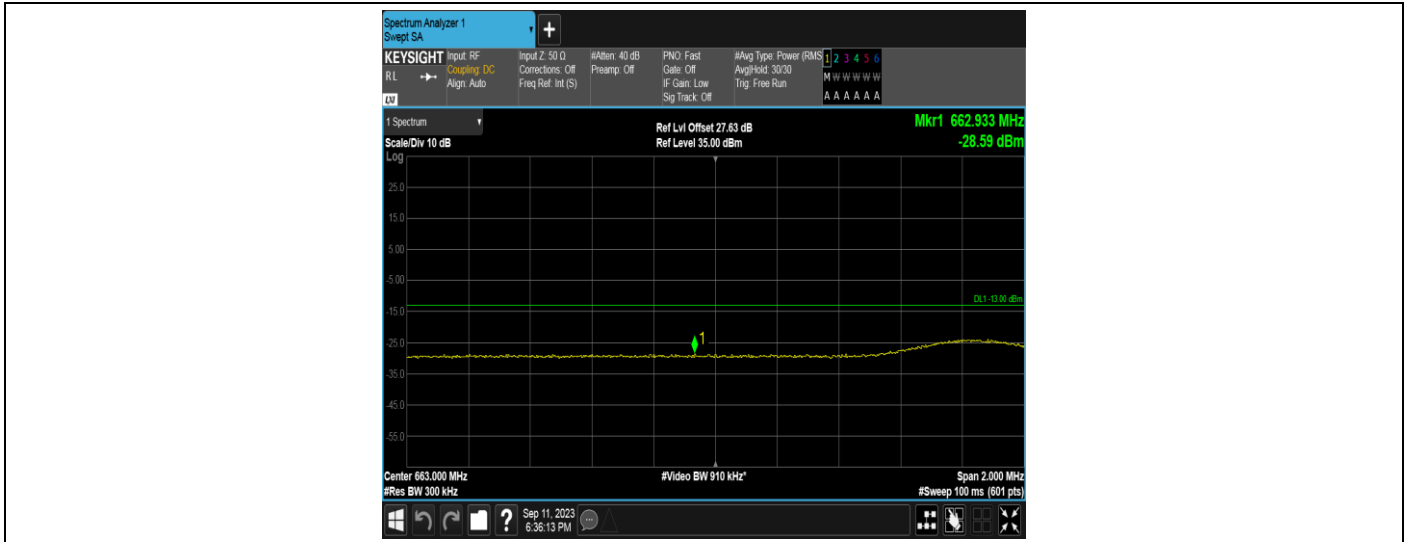 Spectrum Analyzer 1
Swept SA
+
KEYSIGHT
RL
LXI
Input: RF
Coupling: DC
Align: Auto
Input Z: 50 Ω
Corrections: Off
Freq Ref: Int (S)
#Atten: 40 dB
Preamp: Off
PNO: Fast
Gate: Off
IF Gain: Low
Sig Track: Off
#Avg Type: Power (RMS
Avg|Hold: 30/30
Trig: Free Run
1 2 3 4 5 6
M W W W W W
A A A A A A
1 Spectrum
Scale/Div 10 dB
Ref Lvl Offset 27.63 dB
Ref Level 35.00 dBm
Mkr1 662.933 MHz
-28.59 dBm
Log
25.0
15.0
5.00
-5.00
DL1 -13.00 dBm
-15.0
1
-25.0
-35.0
-45.0
-55.0
Center 663.000 MHz
#Video BW 910 kHz*
Span 2.000 MHz
#Res BW 300 kHz
#Sweep 100 ms (601 pts)
?
Sep 11, 2023
6:36:13 PM